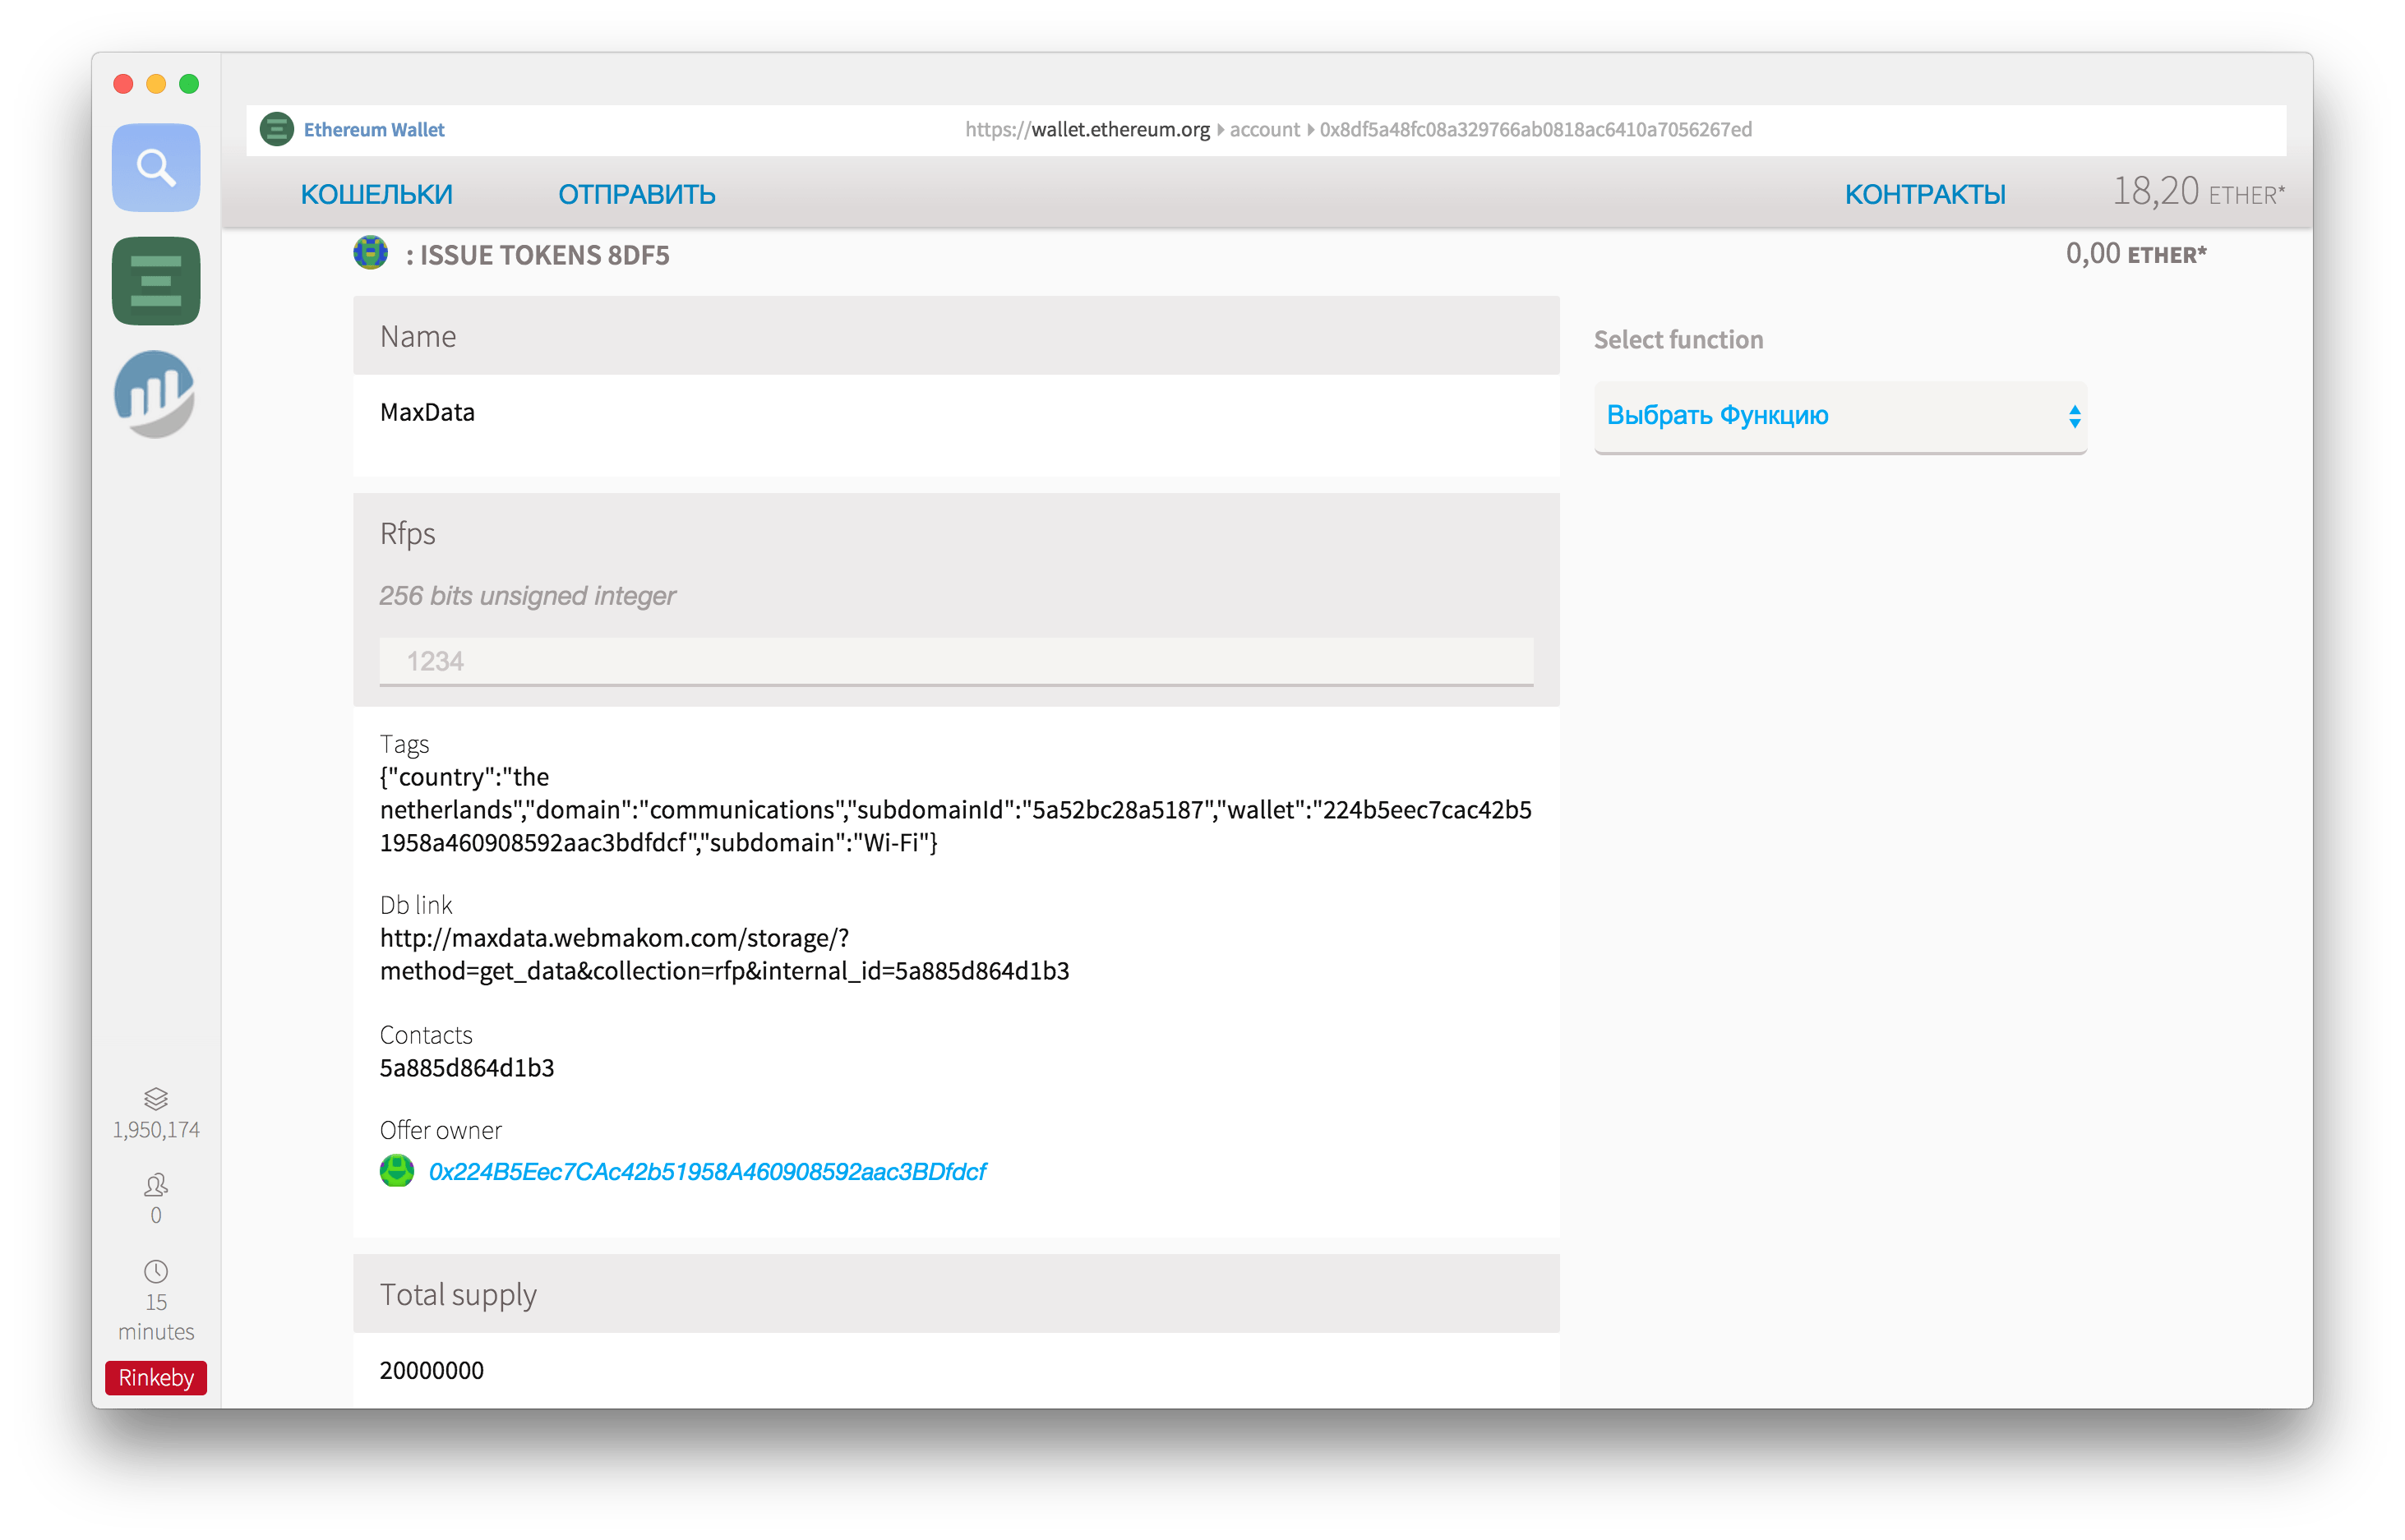 Ethereum Wallet
https://wallet.ethereum.org account 0x8df5a48fc08a329766ab0818ac6410a7056267ed
КОШЕЛЬКИ ОТПРАВИТЬ КОНТРАКТЫ 18,20 ETHER*
: ISSUE TOKENS 8DF5 0,00 ETHER*
Name
MaxData
Select function
Выбрать Функцию
Rfps
256 bits unsigned integer
1234
Tags
{"country":"the
netherlands","domain":"communications","subdomainId":"5a52bc28a5187","wallet":"224b5eec7cac42b5
1958a460908592aac3bdfdcf","subdomain":"Wi-Fi"}
Db link
http://maxdata.webmakom.com/storage/?
method=get_data&collection=rfp&internal_id=5a885d864d1b3
Contacts
5a885d864d1b3
Offer owner
0x224B5Eec7CAc42b51958A460908592aac3BDfdcf
Total supply
20000000
1,950,174
0
15
minutes
Rinkeby